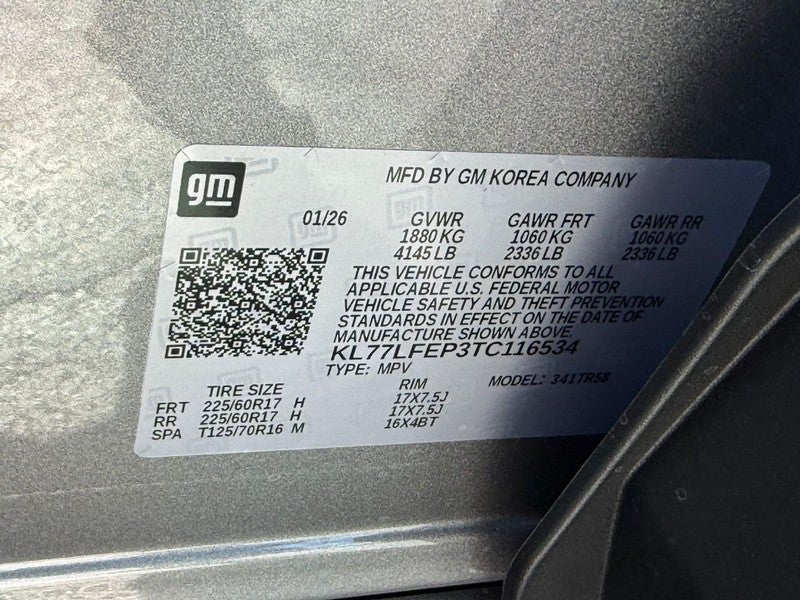 gm
MFD BY GM KOREA COMPANY
01/26 GVWR GAWR FRT GAWR RR
1880 KG 1060 KG 1060 KG
4145 LB 2336 LB 2336 LB
THIS VEHICLE CONFORMS TO ALL
APPLICABLE U.S. FEDERAL MOTOR
VEHICLE SAFETY AND THEFT PREVENTION
STANDARDS IN EFFECT ON THE DATE OF
MANUFACTURE SHOWN ABOVE.
KL77LFEP3TC116534
TYPE: MPV MODEL: 341TR58
TIRE SIZE RIM
FRT 225/60R17 H 17X7.5J
RR 225/60R17 H 17X7.5J
SPA T125/70R16 M 16X4BT